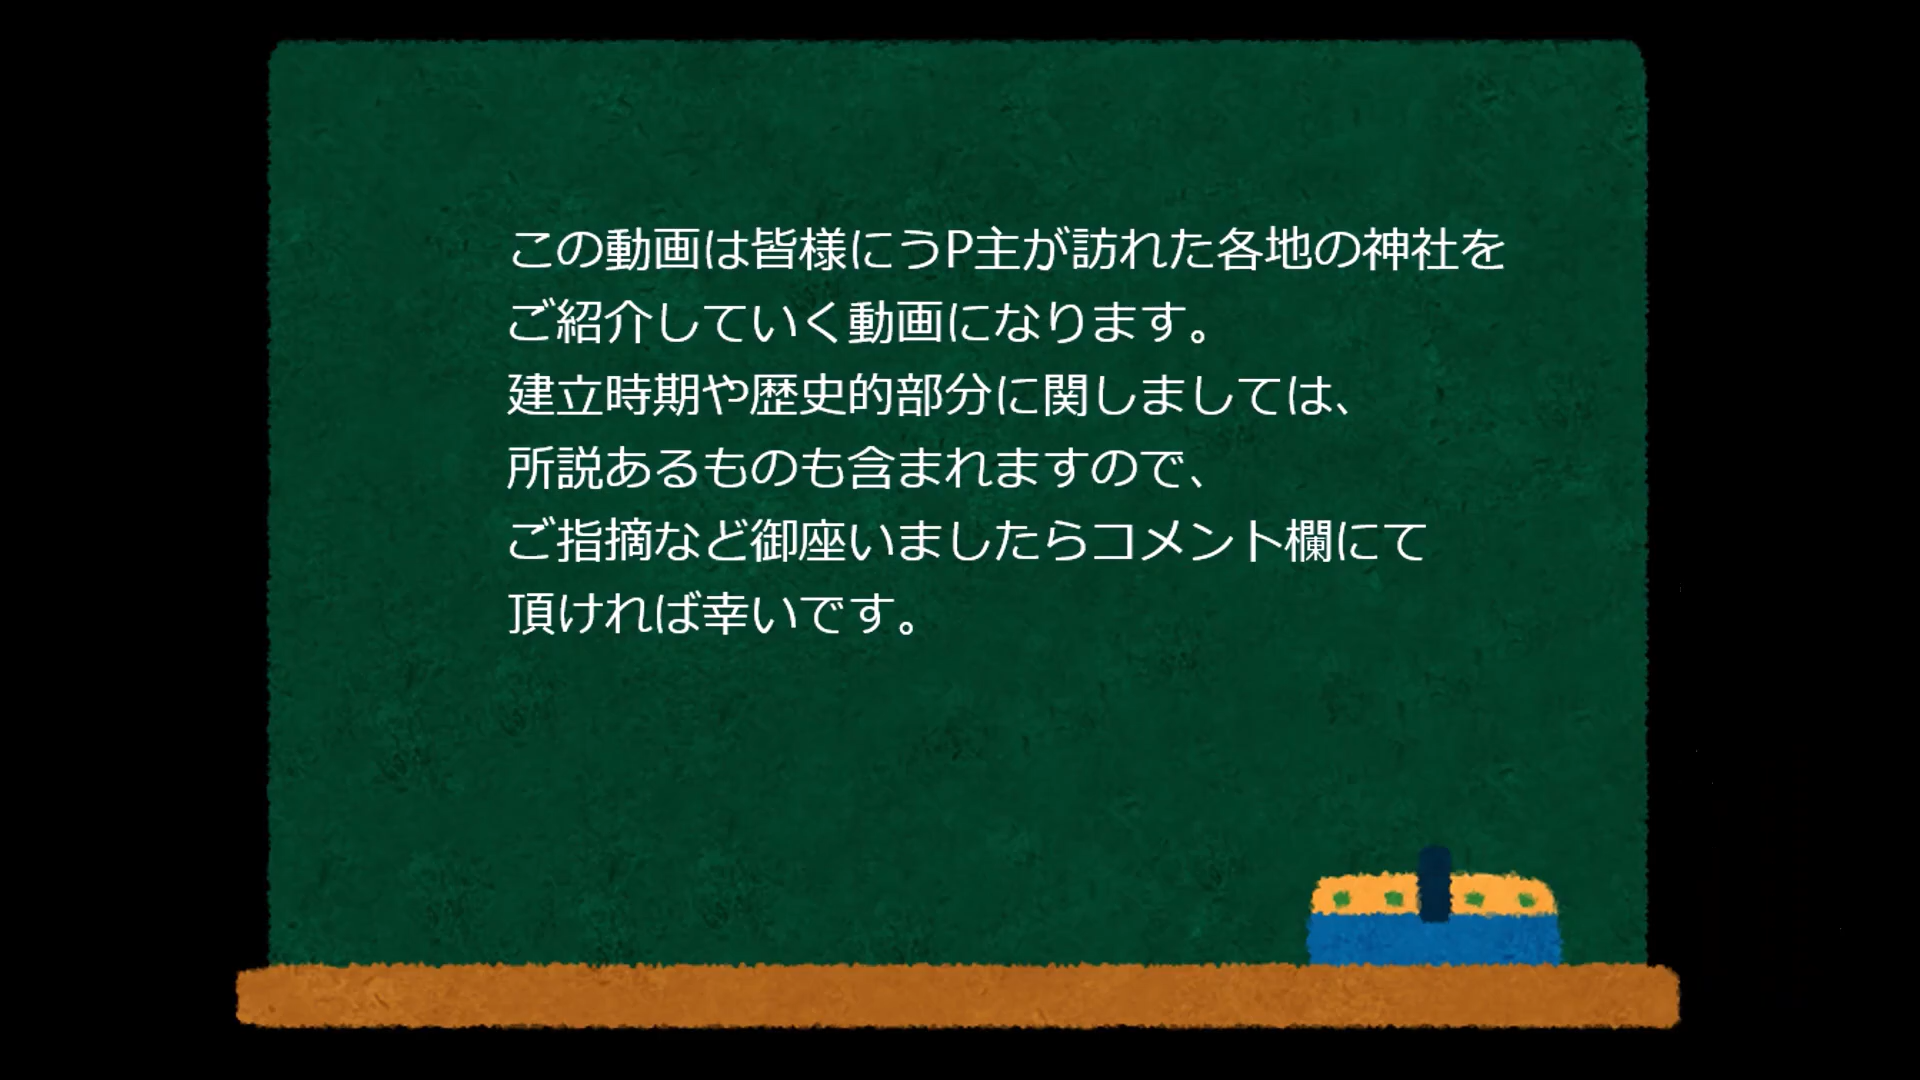 この動画は皆様にうP主が訪れた各地の神社を
ご紹介していく動画になります。
建立時期や歴史的部分に関しましては、
所説あるものも含まれますので、
ご指摘など御座いましたらコメント欄にて
頂ければ幸いです。